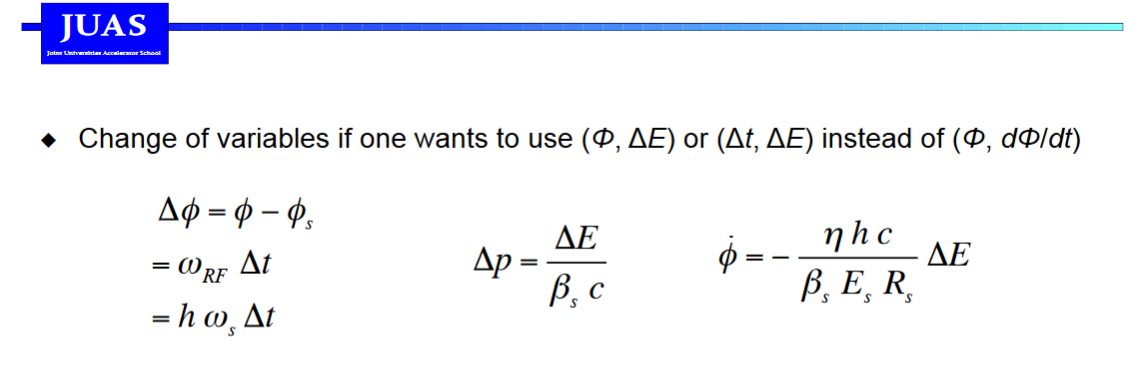 JUAS
Joint Universities Accelerator School
◆ Change of variables if one wants to use (Φ, ΔE) or (Δt, ΔE) instead of (Φ, dΦ/dt)
Δϕ = ϕ − ϕ_s
= ω_RF Δt
= h ω_s Δt
Δp = ΔE / (β_s c)
ϕ̇ = − (η h c) / (β_s E_s R_s) ΔE